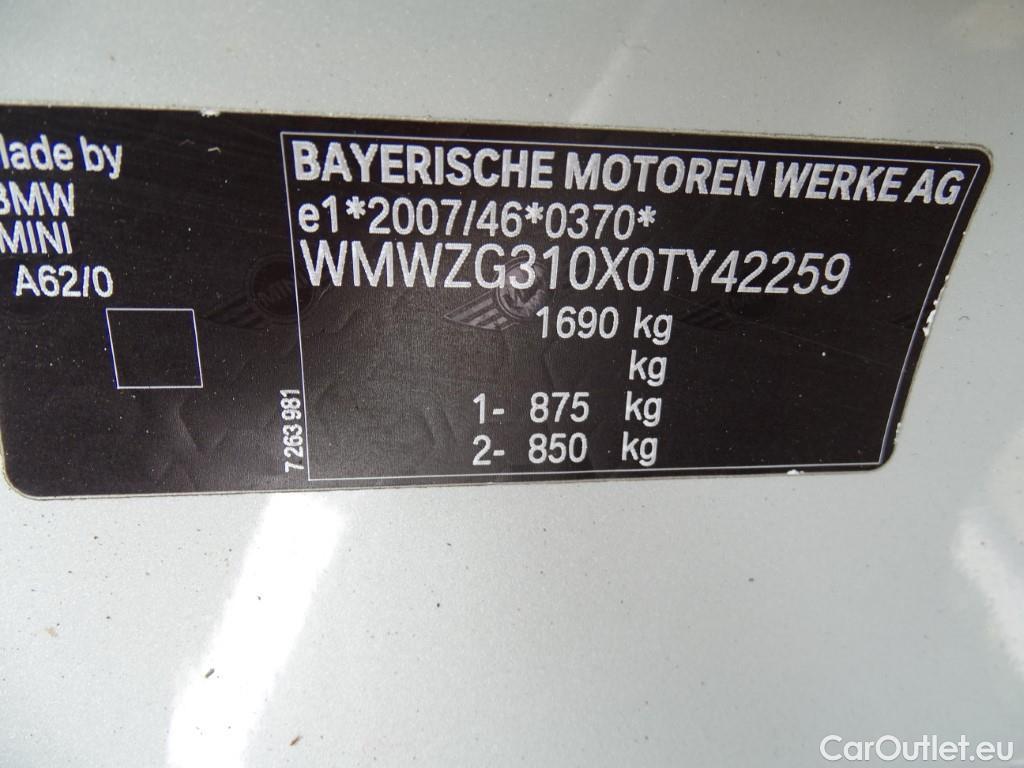 Made by
BMW
MINI
A62/0
BAYERISCHE MOTOREN WERKE AG
e1*2007/46*0370*
WMWZG310X0TY42259
1690 kg
kg
1- 875 kg
2- 850 kg
7 263 981
CarOutlet.eu